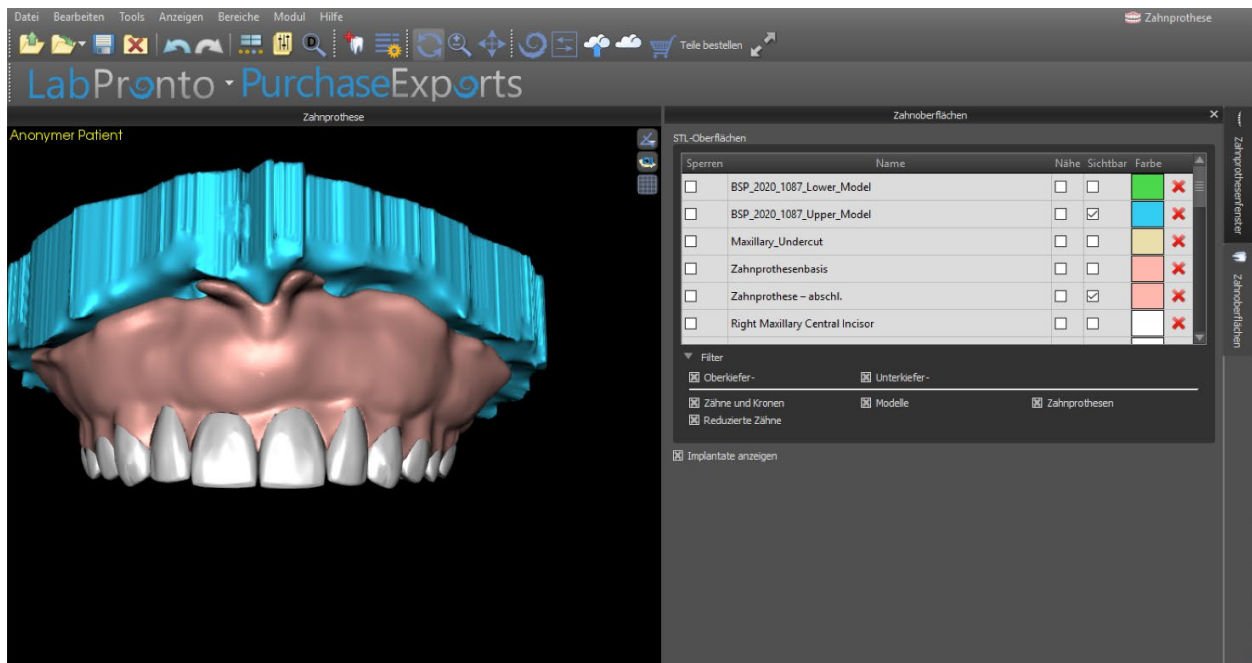 Datei Bearbeiten Tools Anzeigen Bereiche Modul Hilfe
Zahnprothese
Teile bestellen
LabPronto PurchaseExports
Zahnprothese
Anonymer Patient
Zahnoberflächen
STL-Oberflächen
Sperren Name Nähe Sichtbar Farbe
BSP_2020_1087_Lower_Model
BSP_2020_1087_Upper_Model
Maxillary_Undercut
Zahnprothesenbasis
Zahnprothese – abschl.
Right Maxillary Central Incisor
Filter
Oberkiefer- Unterkiefer-
Zähne und Kronen Modelle Zahnprothesen
Reduzierte Zähne
Implantate anzeigen
Zahnprothesenfenster
Zahnoberflächen